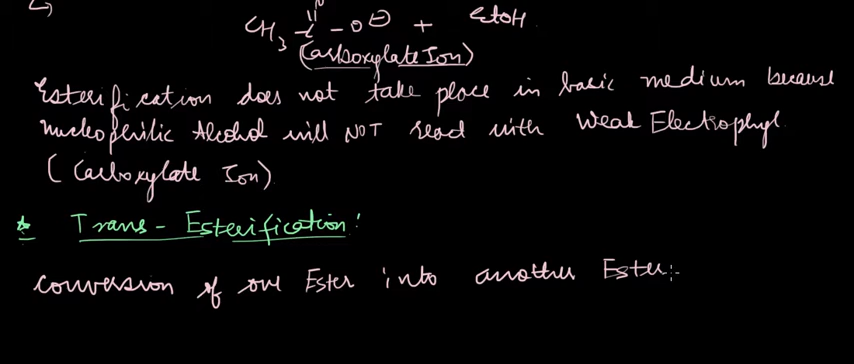 CH3 - C - O⊖ + EtOH
(Carboxylate Ion)
Esterification does not take place in basic medium because
Nucleophilic Alcohol will NOT react with Weak Electrophyl
(Carboxylate Ion)
* Trans - Esterification:
conversion of one Ester into another Ester